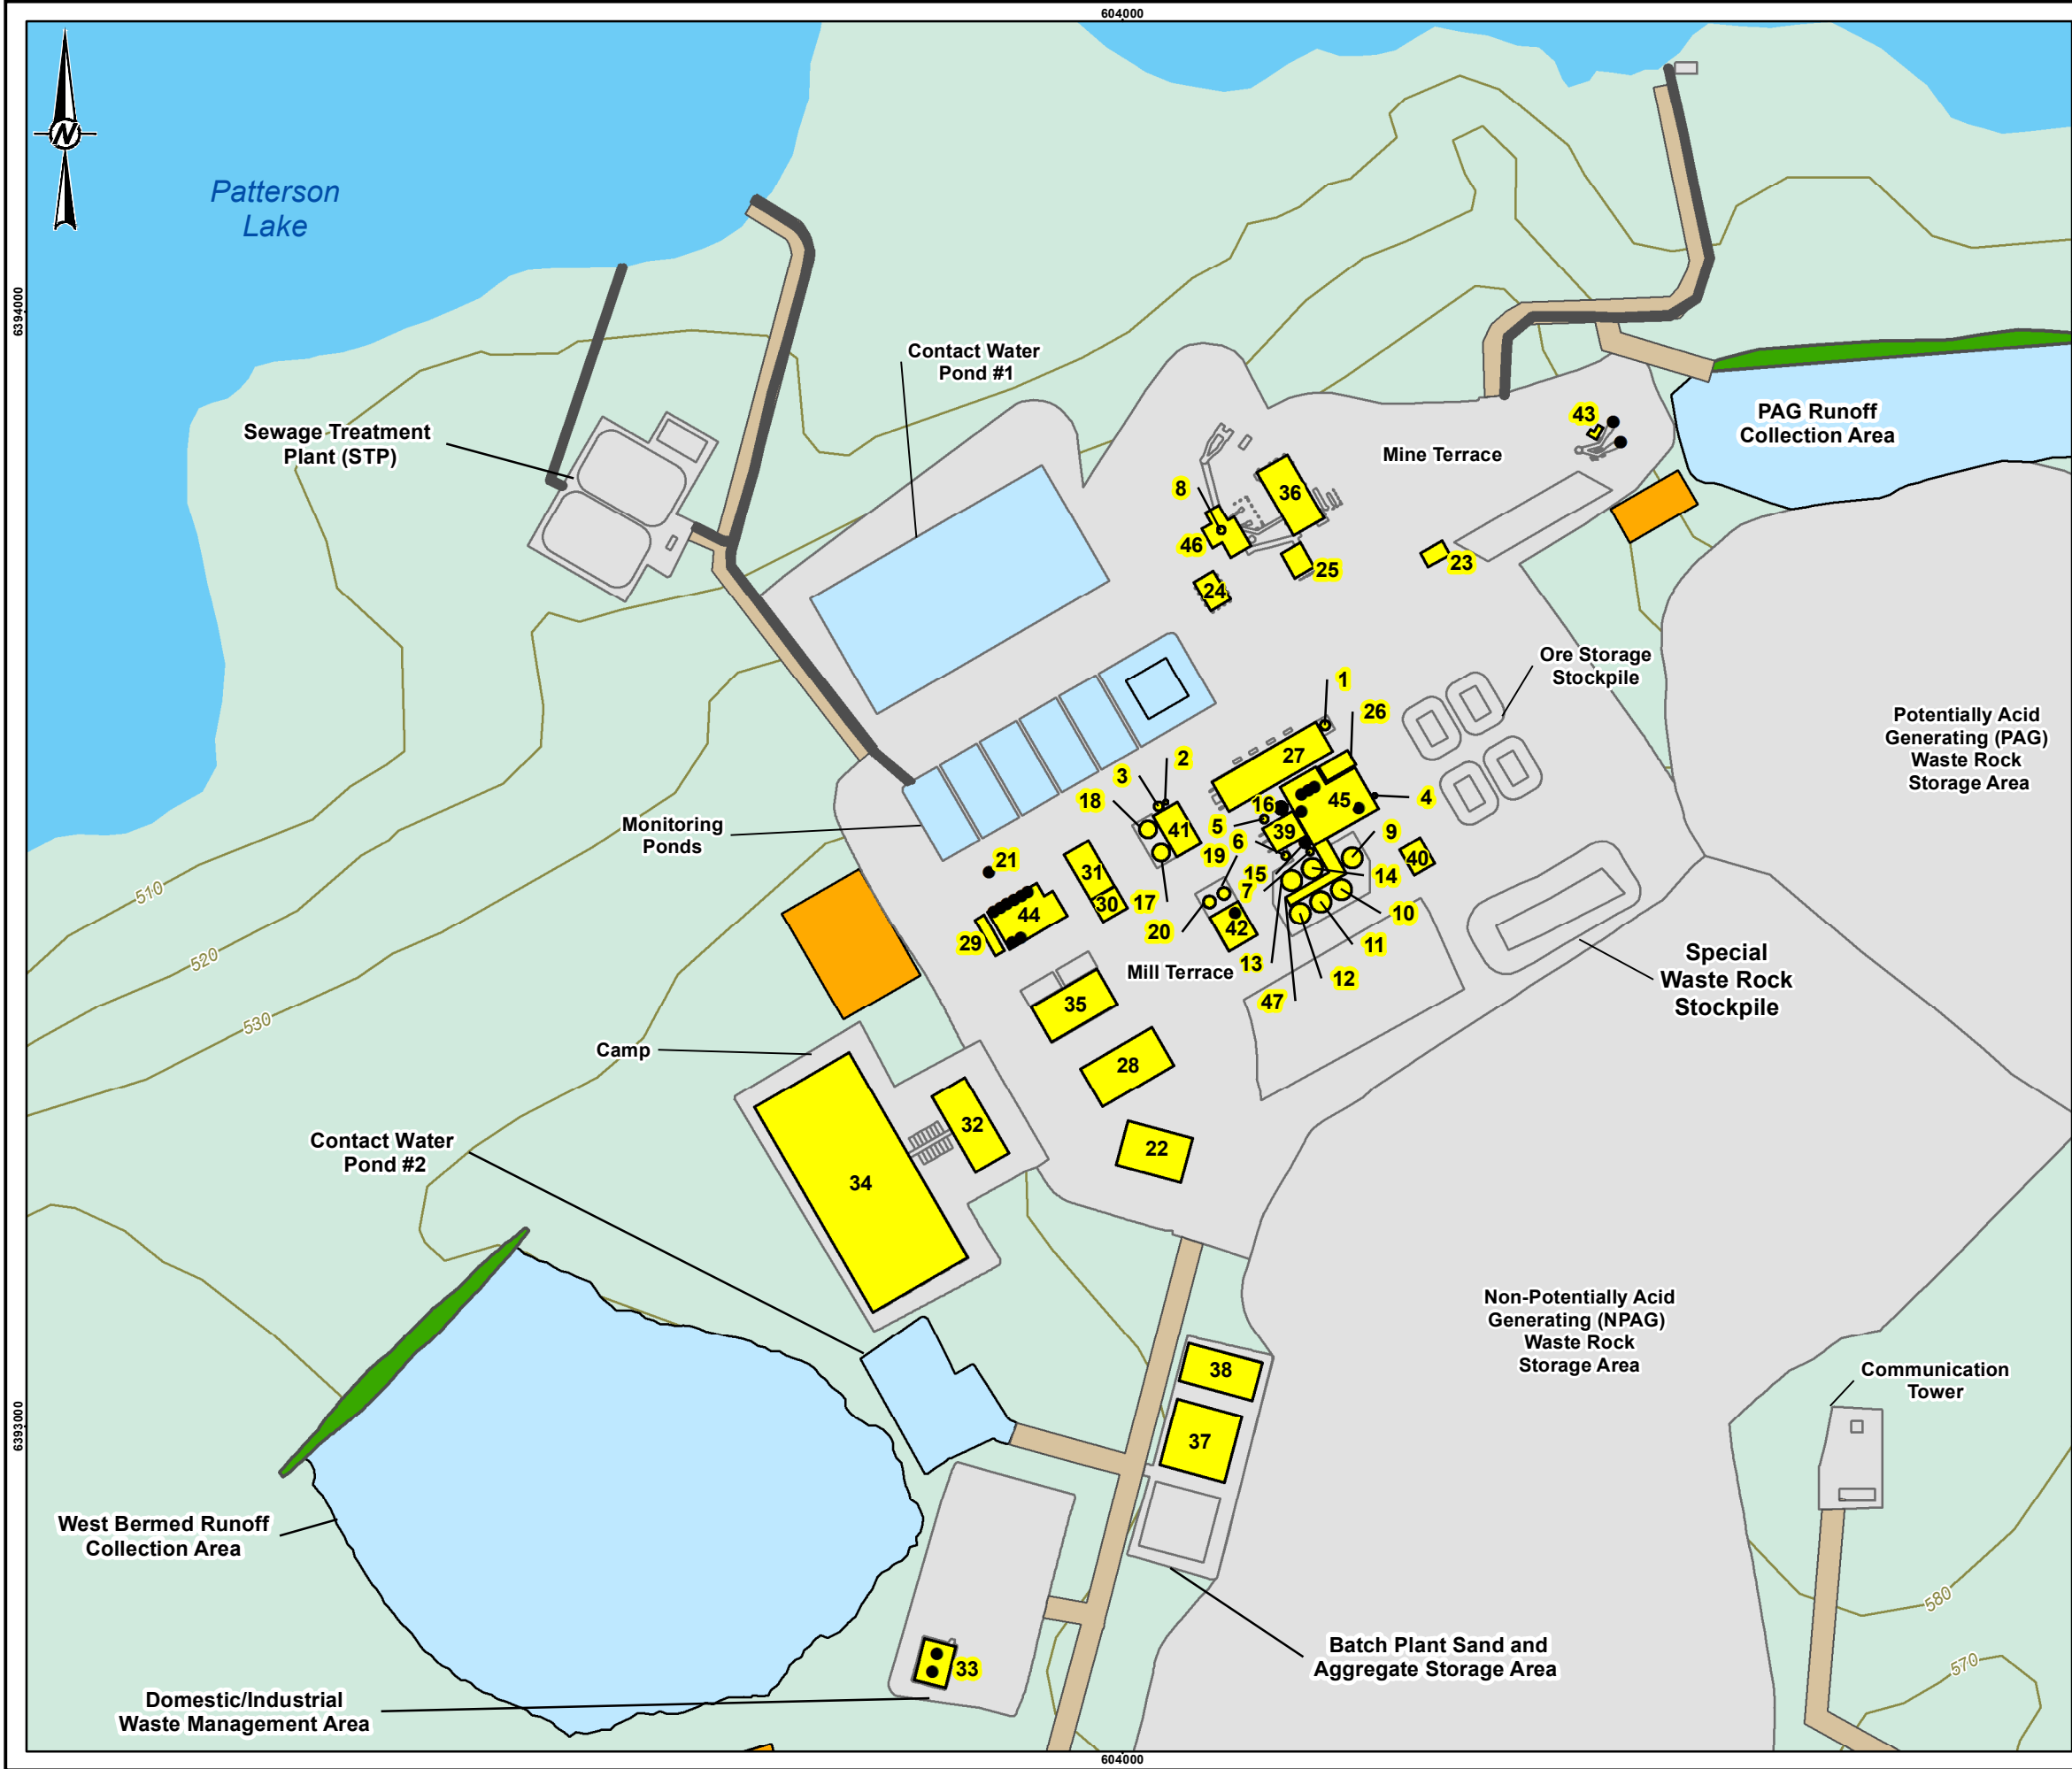 604000
N
Patterson
Lake
6394000
Contact Water
Pond #1
PAG Runoff
Collection Area
43
Sewage Treatment
Plant (STP)
Mine Terrace
8
36
46
25
23
24
Ore Storage
Stockpile
1
26
Potentially Acid
Generating (PAG)
Waste Rock
Storage Area
27
2
3
18
16
45
4
Monitoring
Ponds
41
5
39
6
9
19
40
21
31
15
14
7
510
30
17
44
10
20
42
29
11
520
13
Special
Waste Rock
Stockpile
Mill Terrace
12
35
47
530
Camp
28
32
Contact Water
Pond #2
22
34
Non-Potentially Acid
Generating (NPAG)
Waste Rock
Storage Area
38
Communication
Tower
6393000
37
West Bermed Runoff
Collection Area
580
Batch Plant Sand and
Aggregate Storage Area
33
570
Domestic/Industrial
Waste Management Area
604000